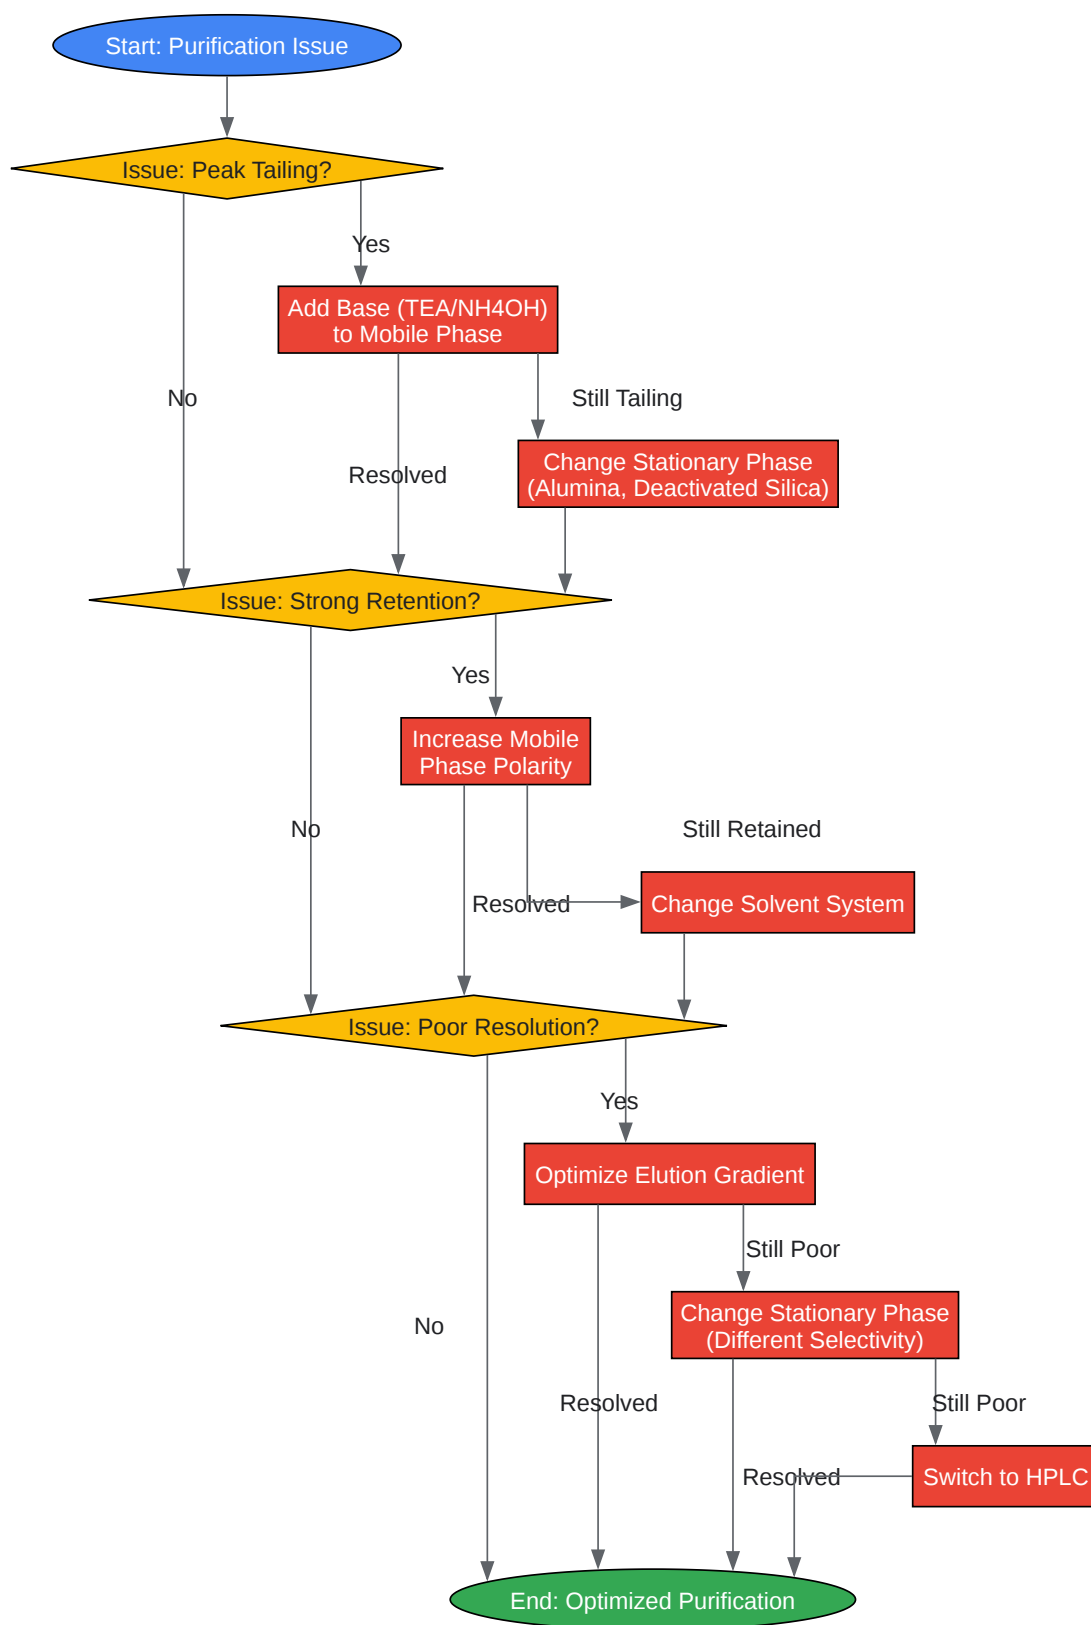 Start: Purification Issue
Issue: Peak Tailing?
Yes
Add Base (TEA/NH4OH)
to Mobile Phase
No
Still Tailing
Resolved
Change Stationary Phase
(Alumina, Deactivated Silica)
Issue: Strong Retention?
Yes
Increase Mobile
Phase Polarity
No
Still Retained
Resolved
Change Solvent System
Issue: Poor Resolution?
Yes
Optimize Elution Gradient
Still Poor
Change Stationary Phase
(Different Selectivity)
No
Resolved
Still Poor
Resolved
Switch to HPLC
End: Optimized Purification